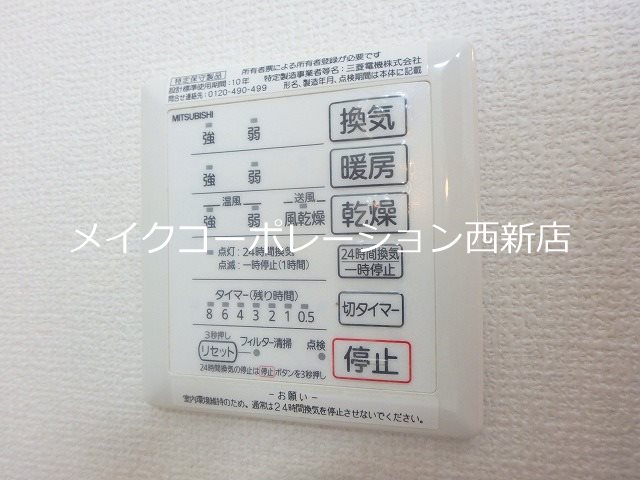 所有者票による所有者登録が必要です
特定保守製品 特定製造事業者等名：三菱電機株式会社
設計標準使用期間：10年 形名、製造年月、点検期間は本体に記載
問合せ連絡先：0120-490-499
MITSUBISHI
強 弱 換気
強 弱 暖房
温風 送風
強 弱 風乾燥 乾燥
メイクコーポレーション西新店
点灯：24時間換気
点滅：一時停止(1時間)
24時間換気
一時停止
タイマー(残り時間)
8 6 4 3 2 1 0.5
切タイマー
3秒押し
リセット フィルター清掃 点検
停止
24時間換気の停止は停止ボタンを3秒押し
－お願い－
室内環境維持のため、通常は24時間換気を停止させないでください。